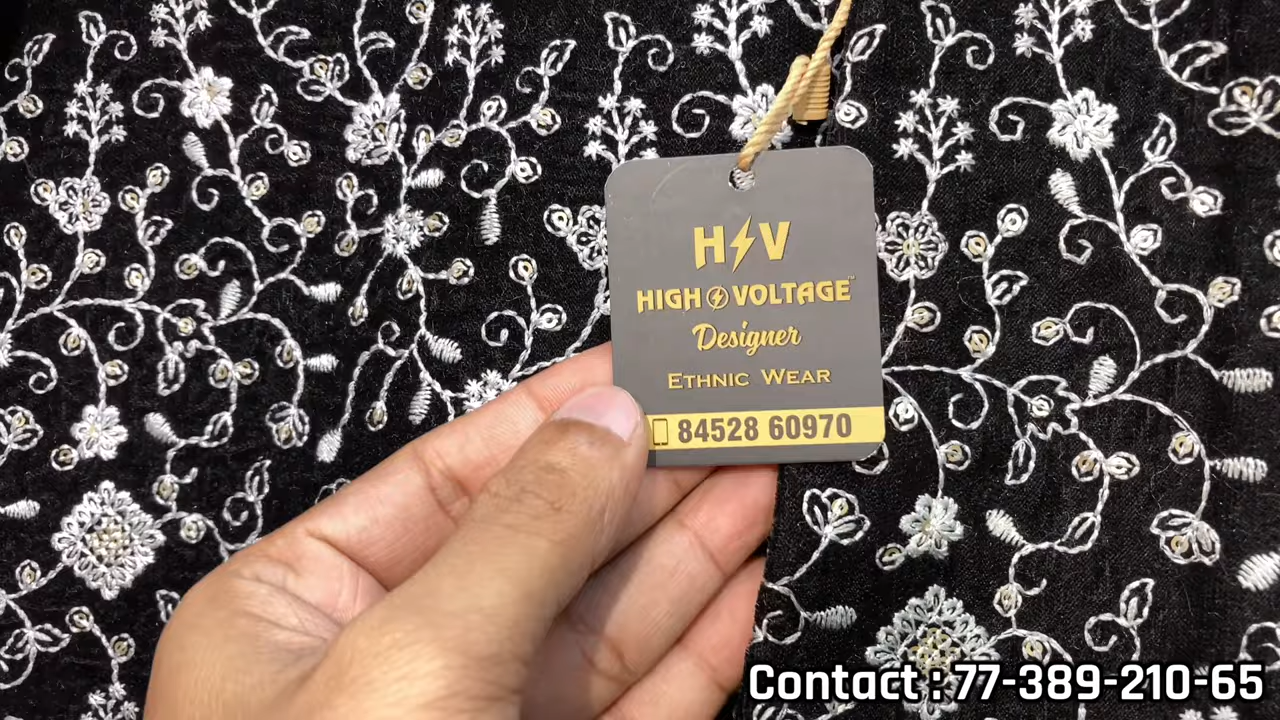 H⚡V
HIGH VOLTAGE™
Designer
ETHNIC WEAR
84528 60970
Contact : 77-389-210-65